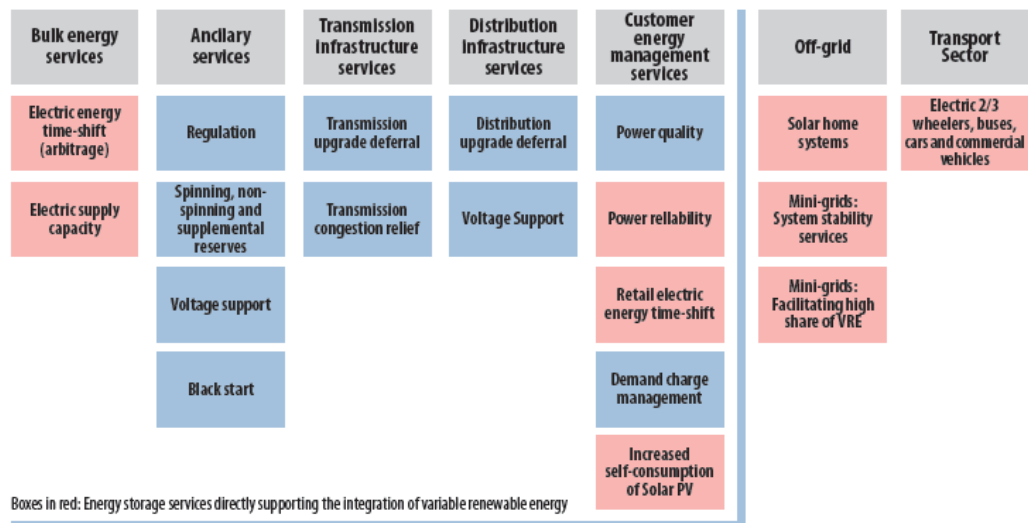 Bulk energy
services
Electric energy
time-shift
(arbitrage)
Electric supply
capacity
Ancilary
services
Regulation
Spinning, non-
spinning and
supplemental
reserves
Voltage support
Black start
Transmission
infrastructure
services
Transmission
upgrade deferral
Transmission
congestion relief
Distribution
infrastructure
services
Distribution
upgrade deferral
Voltage Support
Customer
energy
management
services
Power quality
Power rellability
Retail electric
energy time-shift
Demand charge
management
Increased
self-consumption
of Solar PV
Off-grid
Solar home
systems
Mini-grids:
System stability
services
Mini-grids:
Facilitating high
share of VRE
Transport
Sector
Electric 2/3
wheelers, buses,
cars and commercial
vehicles
Boxes in red: Energy storage services directly supporting the integration of variable renewable energy